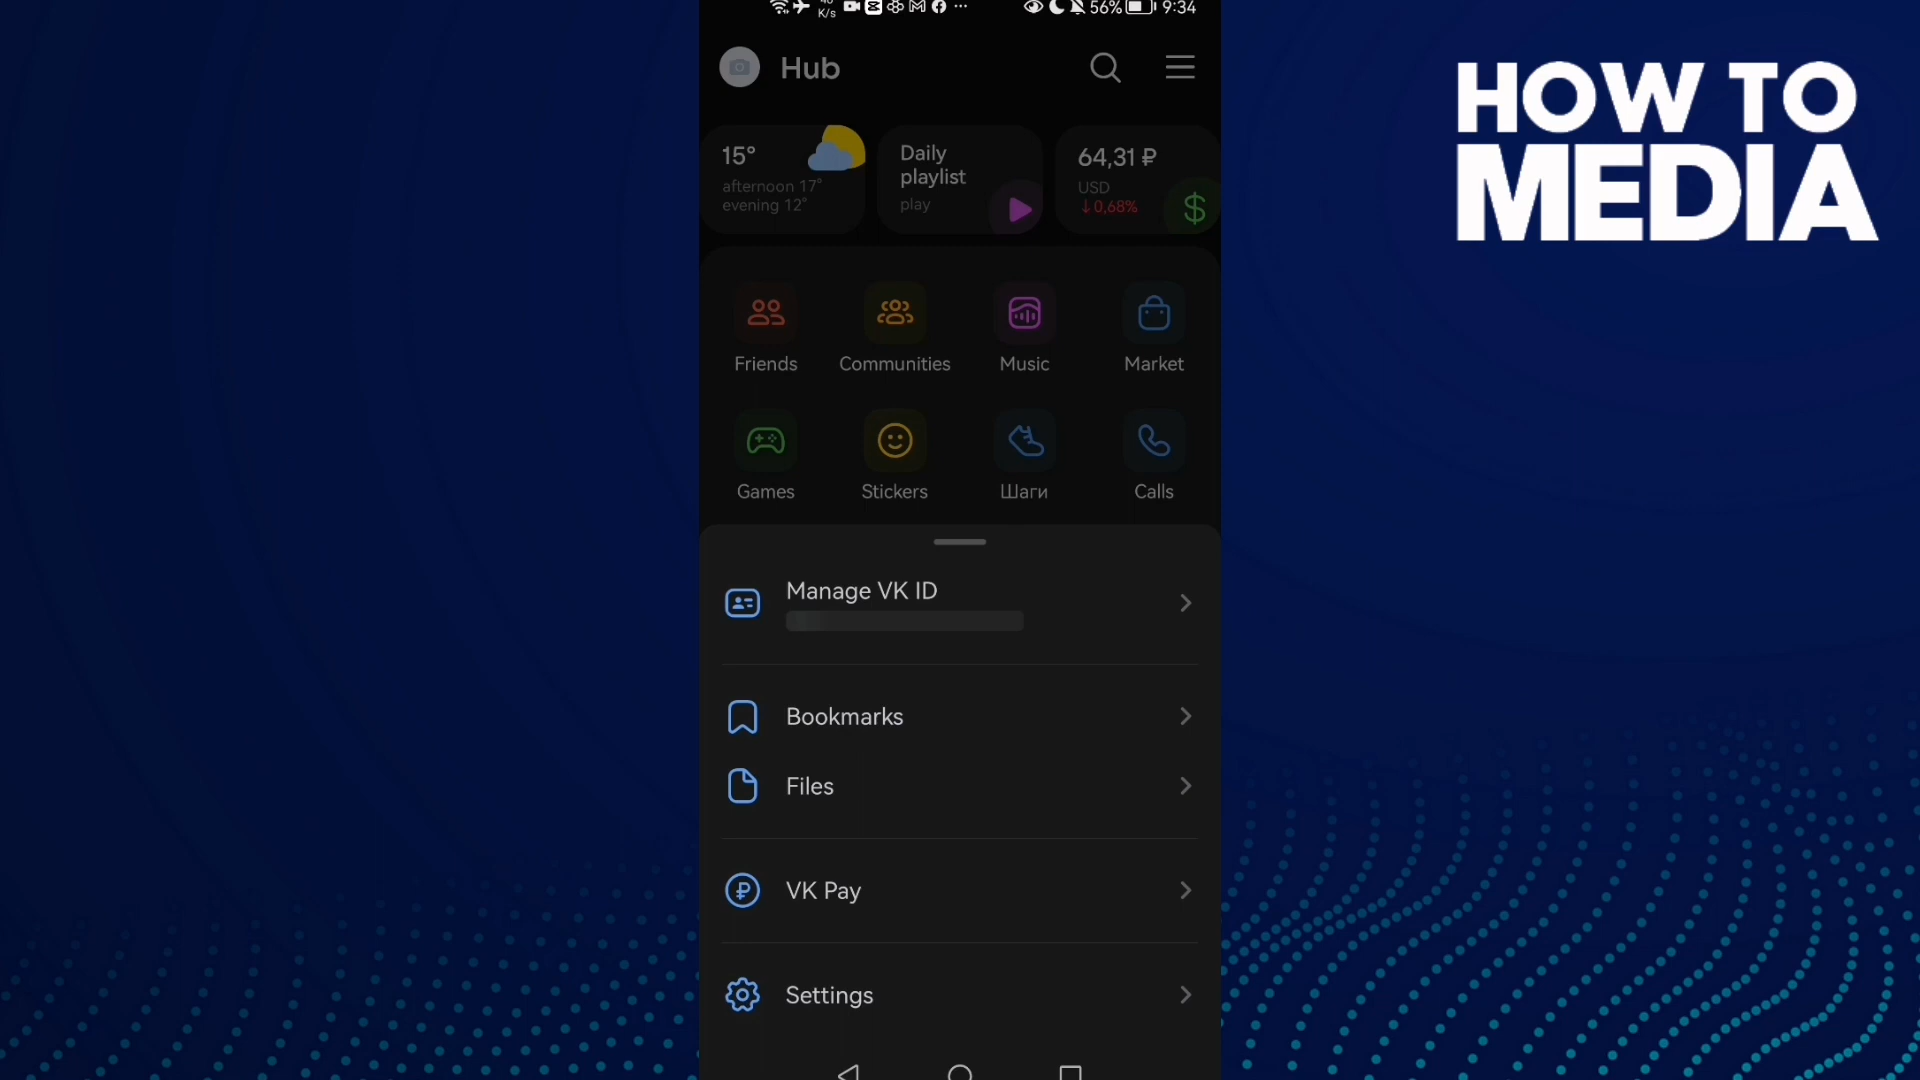 40
K/s
56% 9:34
HOW TO
MEDIA
Hub
15°
afternoon 17°
evening 12°
Daily
playlist
play
64,31 ₽
USD
↓0,68%
Friends Communities Music Market
Games Stickers Шаги Calls
Manage VK ID
Bookmarks
Files
VK Pay
Settings